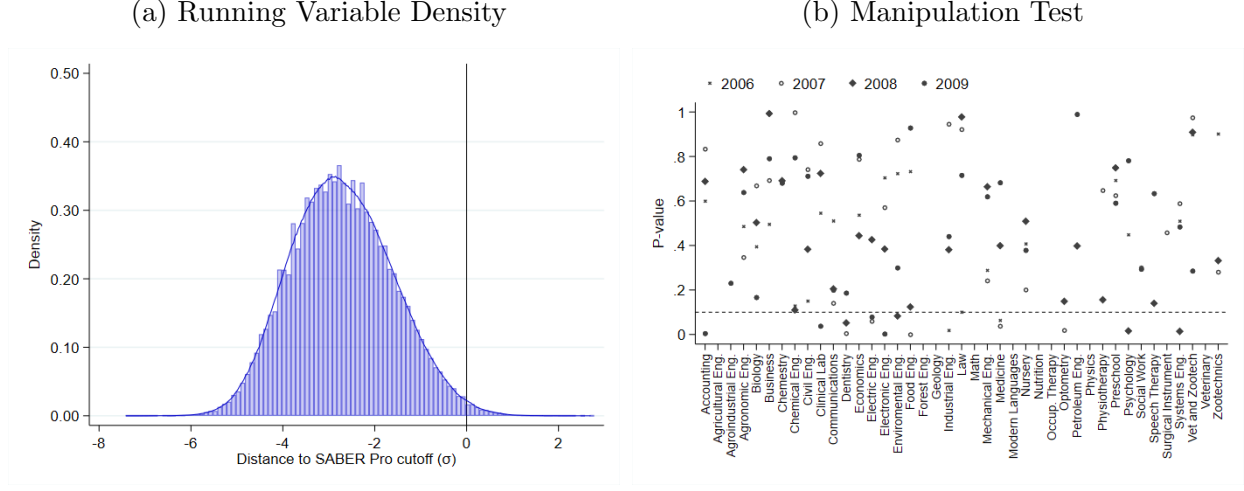 (a) Running Variable Density
0.50
0.40
0.30
0.20
0.10
0.00
Density
-8
-6
-4
-2
0
2
Distance to SABER Pro cutoff (σ)
(b) Manipulation Test
2006
2007
2008
2009
1
.8
.6
.4
.2
0
P-value
Accounting
Agricultural Eng.
Agroindustrial Eng.
Agronomic Eng.
Biology
Business
Chemistry
Chemical Eng.
Civil Eng.
Clinical Lab
Communications
Dentistry
Economics
Electric Eng.
Electronic Eng.
Environmental Eng.
Food Eng.
Forest Eng.
Geology
Industrial Eng.
Law
Math
Mechanical Eng.
Medicine
Modern Languages
Nursery
Nutrition
Occup. Therapy
Optometry
Petroleum Eng.
Physics
Physiotherapy
Preschool
Psychology
Social Work
Speech Therapy
Surgical Instrument
Systems Eng.
Vet and Zootech
Veterinary
Zootechnics